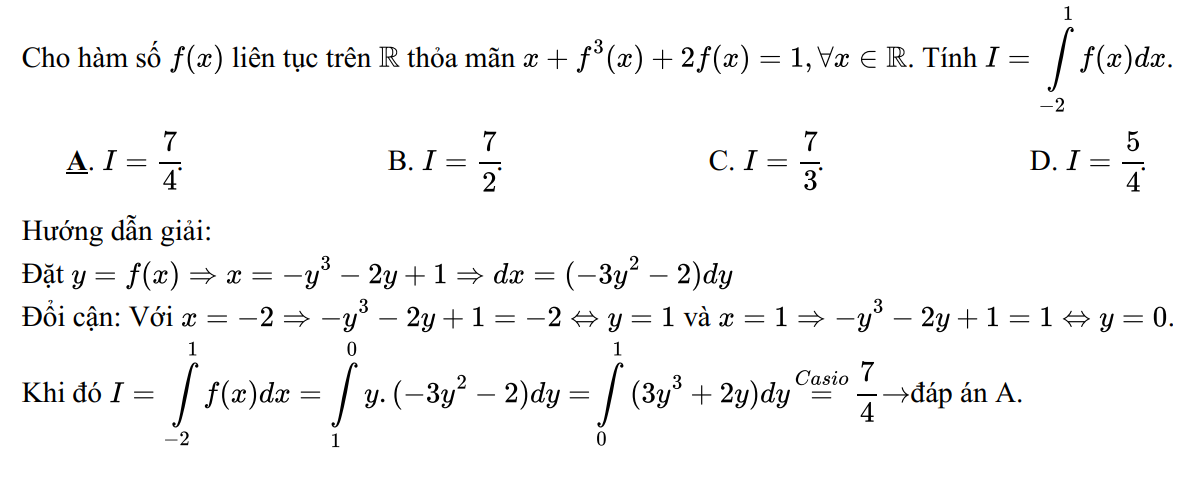 Cho hàm số f(x) liên tục trên ℝ thỏa mãn x + f³(x) + 2f(x) = 1, ∀x ∈ ℝ. Tính I = ∫_{−2}^{1} f(x)dx.
A. I = 7/4. B. I = 7/2. C. I = 7/3. D. I = 5/4.
Hướng dẫn giải:
Đặt y = f(x) ⇒ x = −y³ − 2y + 1 ⇒ dx = (−3y² − 2)dy
Đổi cận: Với x = −2 ⇒ −y³ − 2y + 1 = −2 ⇔ y = 1 và x = 1 ⇒ −y³ − 2y + 1 = 1 ⇔ y = 0.
Khi đó I = ∫_{−2}^{1} f(x)dx = ∫_{1}^{0} y.(−3y² − 2)dy = ∫_{0}^{1} (3y³ + 2y)dy \overset{Casio}{=} 7/4 →đáp án A.